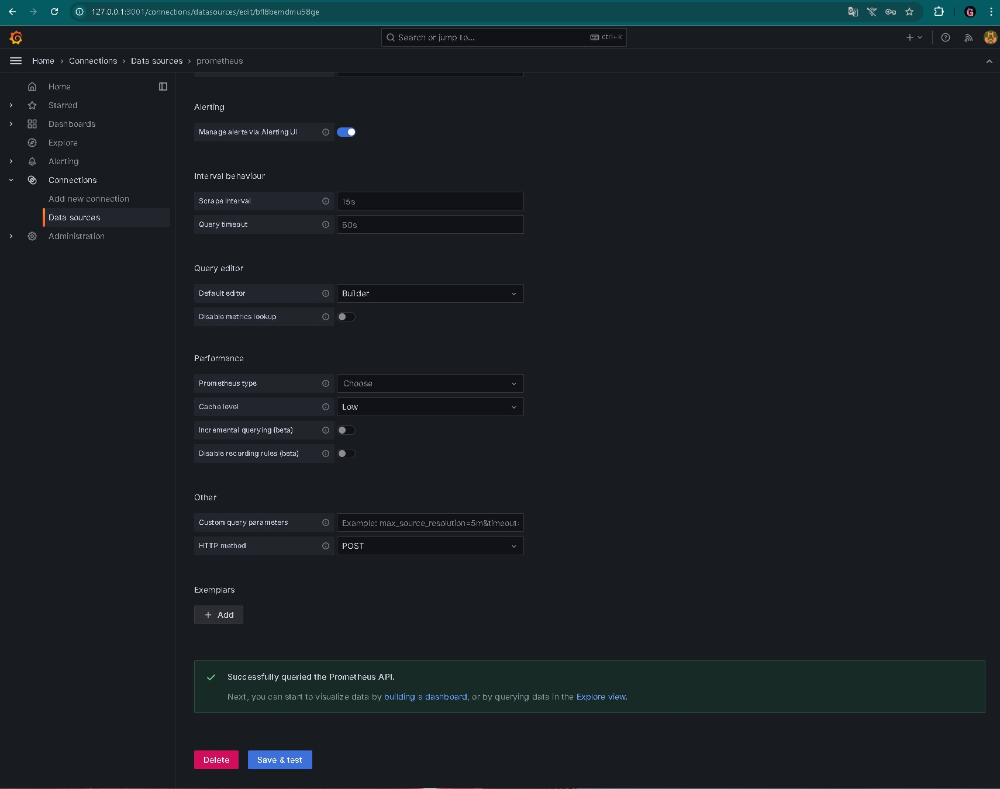 127.0.0.1:3001/connections/datasources/edit/bfl8bemdmu58ge
Search or jump to...
ctrl+k
Home › Connections › Data sources › prometheus
Home
Starred
Dashboards
Explore
Alerting
Connections
Add new connection
Data sources
Administration
Alerting
Manage alerts via Alerting UI
Interval behaviour
Scrape interval
15s
Query timeout
60s
Query editor
Default editor
Builder
Disable metrics lookup
Performance
Prometheus type
Choose
Cache level
Low
Incremental querying (beta)
Disable recording rules (beta)
Other
Custom query parameters
Example: max_source_resolution=5m&timeout=
HTTP method
POST
Exemplars
Add
Successfully queried the Prometheus API.
Next, you can start to visualize data by building a dashboard, or by querying data in the Explore view.
Delete
Save & test